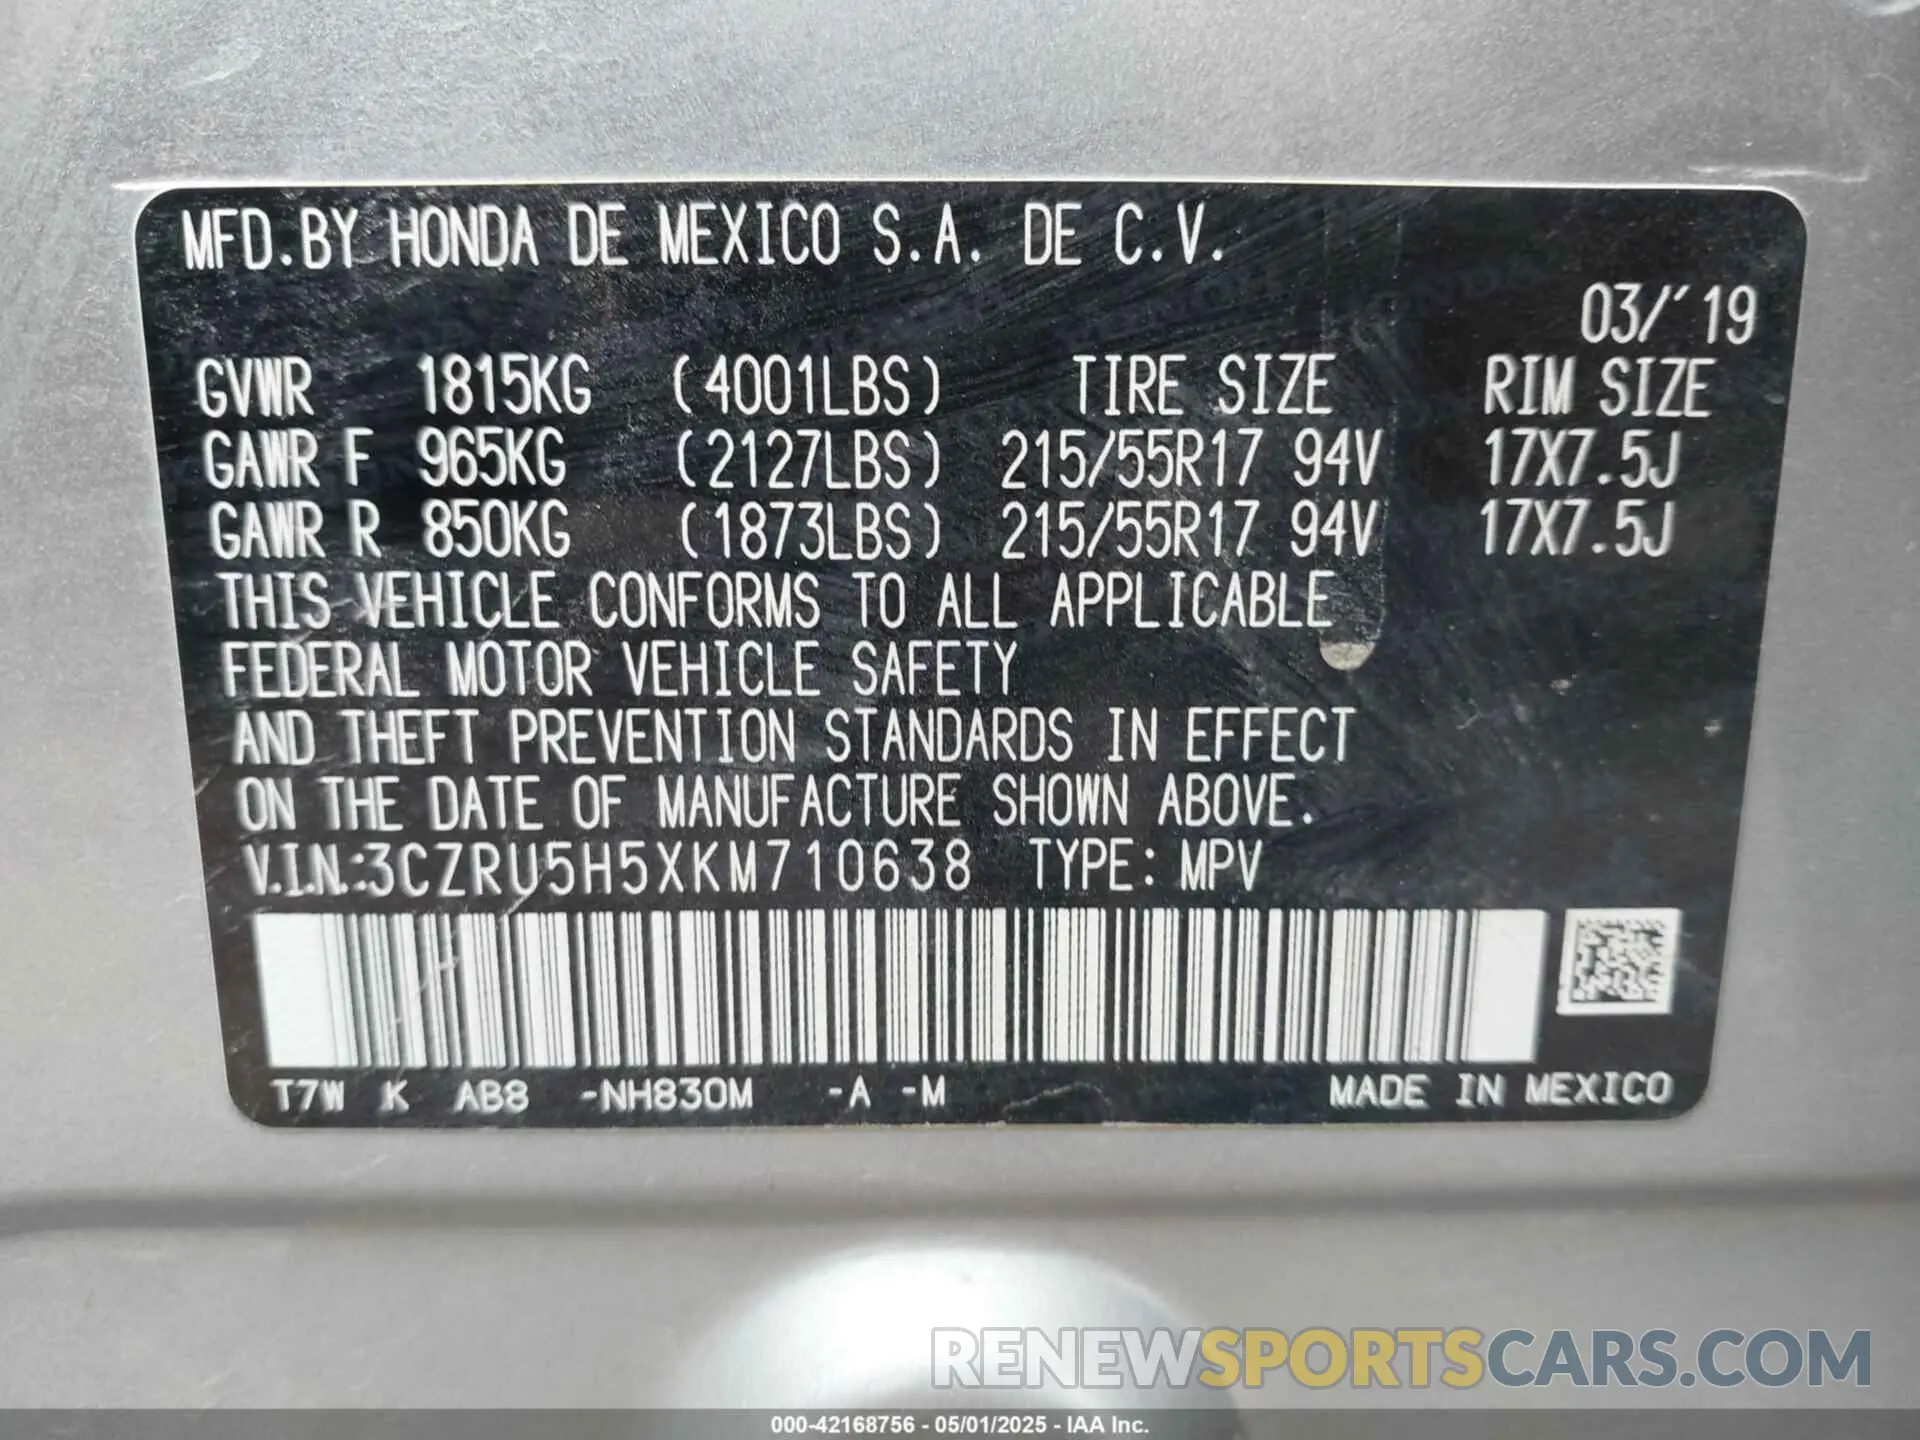 MFD.BY HONDA DE MEXICO S.A. DE C.V.
03/'19
GVWR 1815KG (4001LBS) TIRE SIZE RIM SIZE
GAWR F 965KG (2127LBS) 215/55R17 94V 17X7.5J
GAWR R 850KG (1873LBS) 215/55R17 94V 17X7.5J
THIS VEHICLE CONFORMS TO ALL APPLICABLE
FEDERAL MOTOR VEHICLE SAFETY
AND THEFT PREVENTION STANDARDS IN EFFECT
ON THE DATE OF MANUFACTURE SHOWN ABOVE.
V.I.N.:3CZRU5H5XKM710638 TYPE: MPV
T7W K AB8 -NH830M -A -M MADE IN MEXICO
RENEWSPORTSCARS.COM
000-42168756 - 05/01/2025 - IAA Inc.